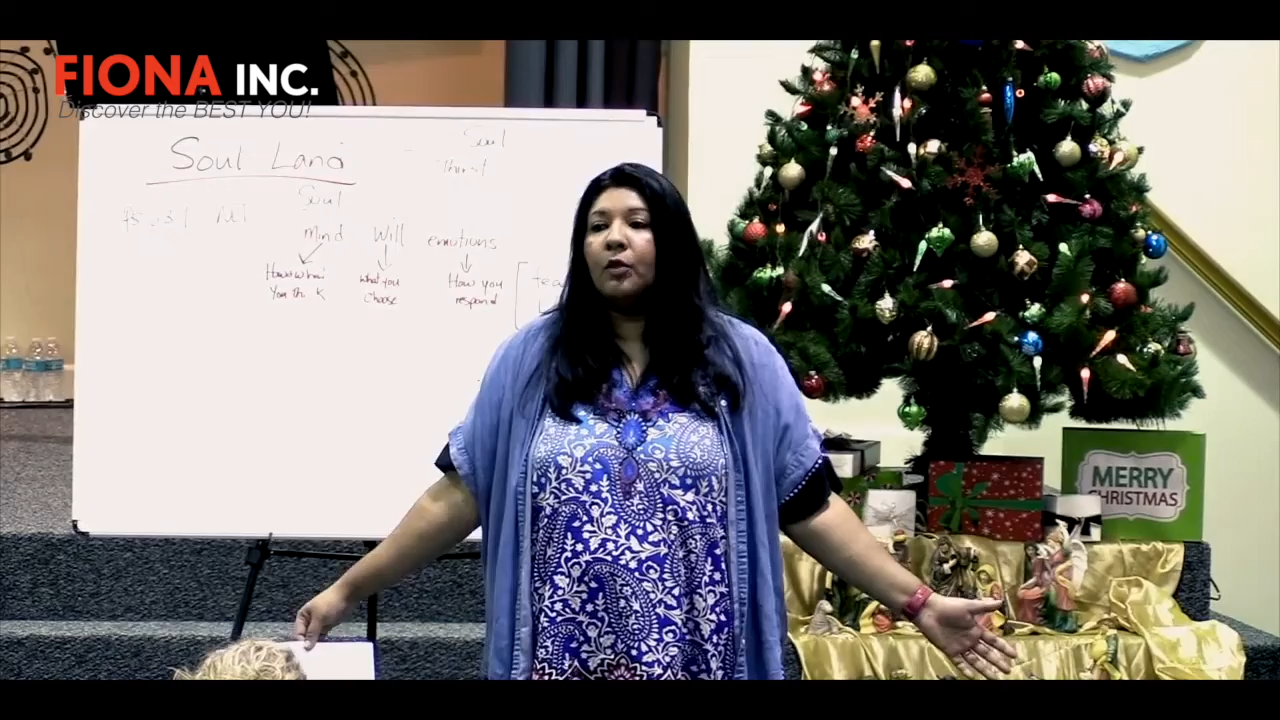 FIONA INC.
Discover the BEST YOU!
Soul Land
Soul
Thirst
Soul
Mind Will emotions
What you
choose
How you
respond
MERRY
CHRISTMAS